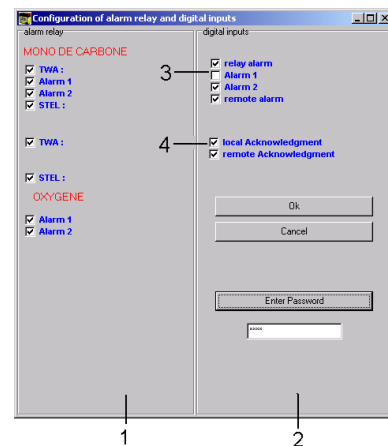 Configuration of alarm relay and digital inputs
alarm relay
MONO DE CARBONE
TWA :
Alarm 1
Alarm 2
STEL :
TWA :
STEL :
OXYGENE
Alarm 1
Alarm 2
digital inputs
relay alarm
3
Alarm 1
Alarm 2
remote alarm
4
local Acknowledgment
remote Acknowledgment
Ok
Cancel
Enter Password
****
1
2